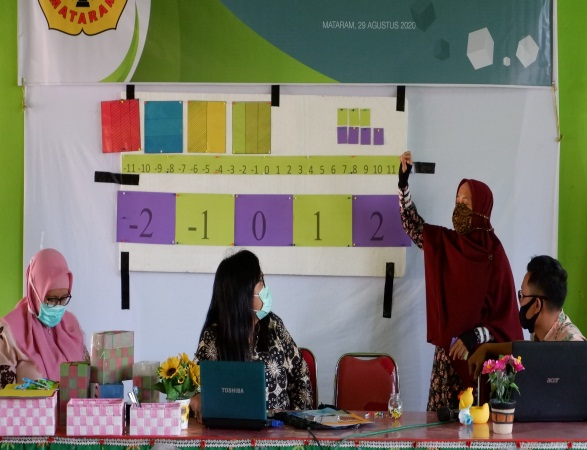 MATARAM
MATARAM, 29 AGUSTUS 2020
-11 -10 -9 -8 -7 -6 -5 -4 -3 -2 -1 0 1 2 3 4 5 6 7 8 9 10 11
-2 -1 0 1 2
TOSHIBA
acer